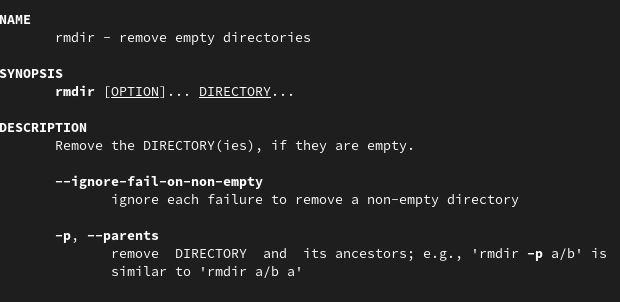 NAME
rmdir - remove empty directories
SYNOPSIS
rmdir [OPTION]... DIRECTORY...
DESCRIPTION
Remove the DIRECTORY(ies), if they are empty.
--ignore-fail-on-non-empty
ignore each failure to remove a non-empty directory
-p, --parents
remove DIRECTORY and its ancestors; e.g., 'rmdir -p a/b' is
similar to 'rmdir a/b a'